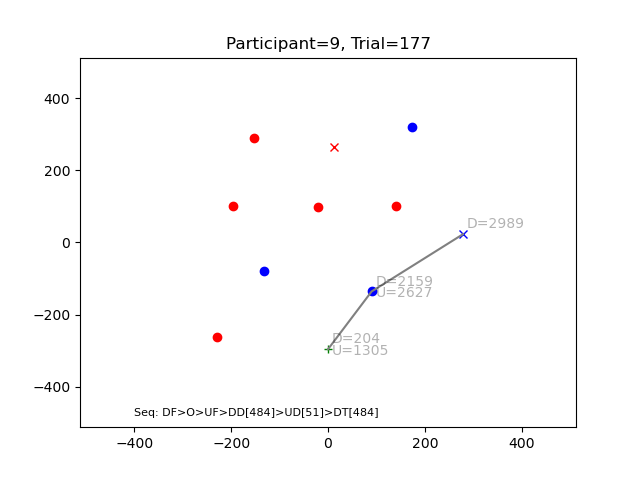 Participant=9, Trial=177
400
200
0
−200
−400
D=2989
D=2159
U=2627
D=204
U=1305
Seq: DF>O>UF>DD[484]>UD[51]>DT[484]
−400
−200
0
200
400